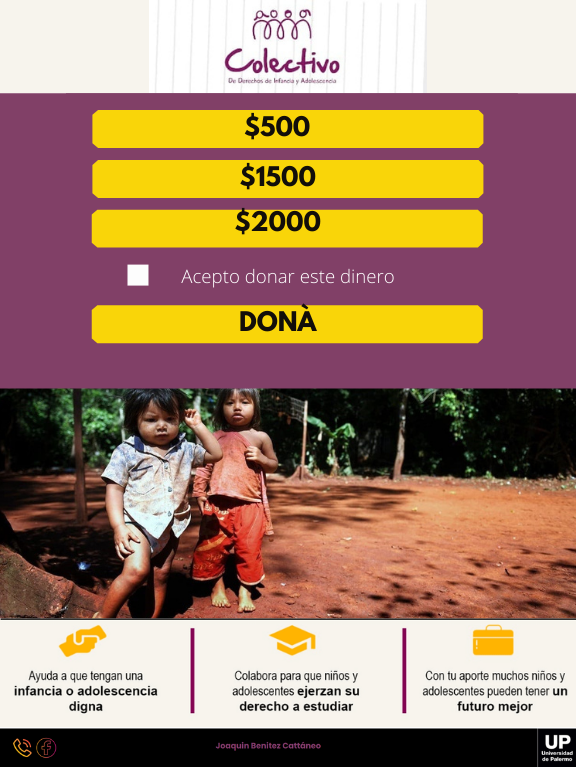 Colectivo
De Derechos de Infancia y Adolescencia
$500
$1500
$2000
Acepto donar este dinero
DONÀ
Ayuda a que tengan una
infancia o adolescencia
digna
Colabora para que niños y
adolescentes ejerzan su
derecho a estudiar
Con tu aporte muchos niños y
adolescentes pueden tener un
futuro mejor
Joaquin Benitez Cattáneo
UP
Universidad
de Palermo